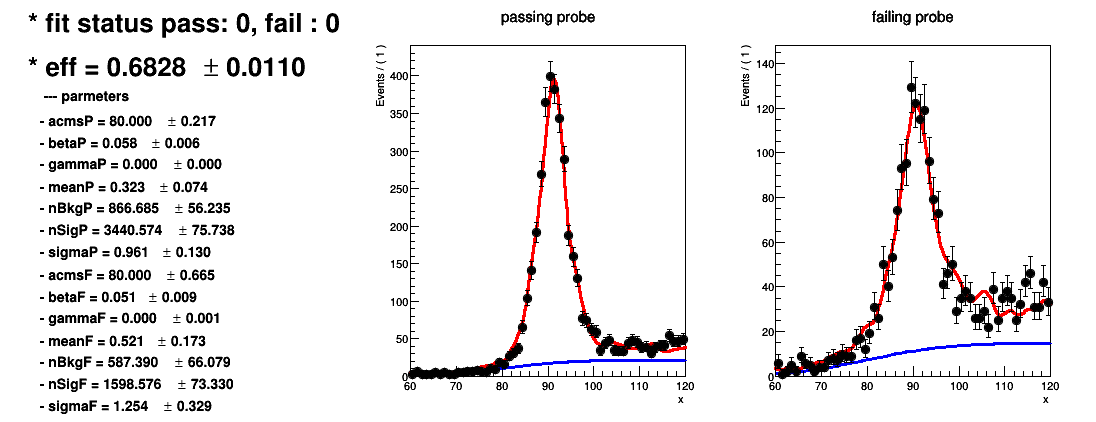 * fit status pass: 0, fail : 0
* eff = 0.6828 ± 0.0110
--- parmeters
- acmsP = 80.000 ± 0.217
- betaP = 0.058 ± 0.006
- gammaP = 0.000 ± 0.000
- meanP = 0.323 ± 0.074
- nBkgP = 866.685 ± 56.235
- nSigP = 3440.574 ± 75.738
- sigmaP = 0.961 ± 0.130
- acmsF = 80.000 ± 0.665
- betaF = 0.051 ± 0.009
- gammaF = 0.000 ± 0.001
- meanF = 0.521 ± 0.173
- nBkgF = 587.390 ± 66.079
- nSigF = 1598.576 ± 73.330
- sigmaF = 1.254 ± 0.329
passing probe
Events / ( 1 )
400
350
300
250
200
150
100
50
0
60 70 80 90 100 110 120
x
failing probe
Events / ( 1 )
140
120
100
80
60
40
20
0
60 70 80 90 100 110 120
x